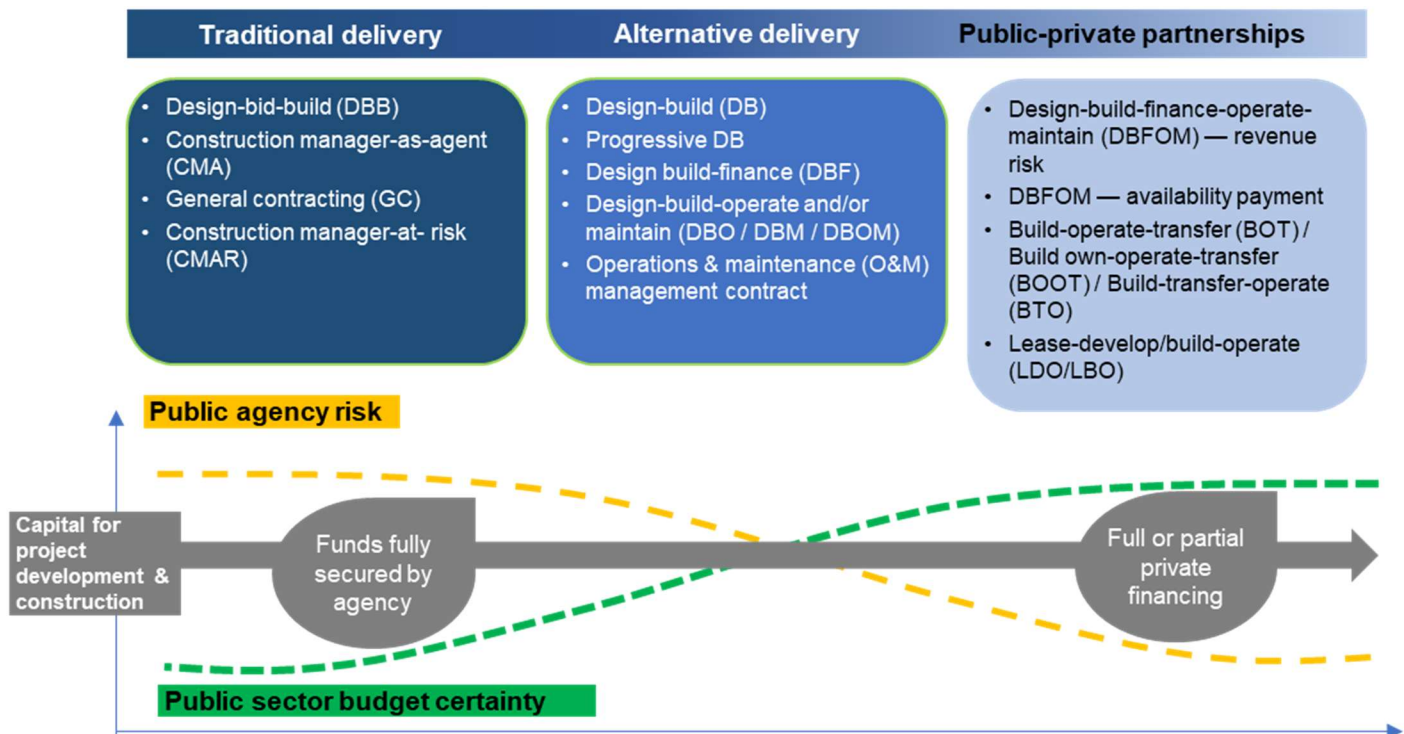 Traditional delivery
Alternative delivery
Public-private partnerships
• Design-bid-build (DBB)
• Construction manager-as-agent
(CMA)
• General contracting (GC)
• Construction manager-at- risk
(CMAR)
• Design-build (DB)
• Progressive DB
• Design build-finance (DBF)
• Design-build-operate and/or
maintain (DBO / DBM / DBOM)
• Operations & maintenance (O&M)
management contract
• Design-build-finance-operate-
maintain (DBFOM) — revenue
risk
• DBFOM — availability payment
• Build-operate-transfer (BOT) /
Build own-operate-transfer
(BOOT) / Build-transfer-operate
(BTO)
• Lease-develop/build-operate
(LDO/LBO)
Public agency risk
Capital for
project
development &
construction
Funds fully
secured by
agency
Full or partial
private
financing
Public sector budget certainty